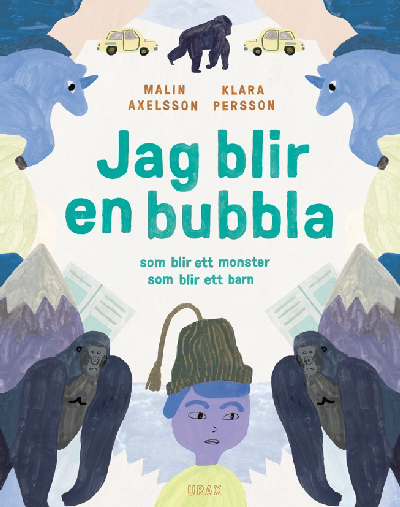 MALIN KLARA
AXELSSON PERSSON
Jag blir
en bubbla
som blir ett monster
som blir ett barn
URAX